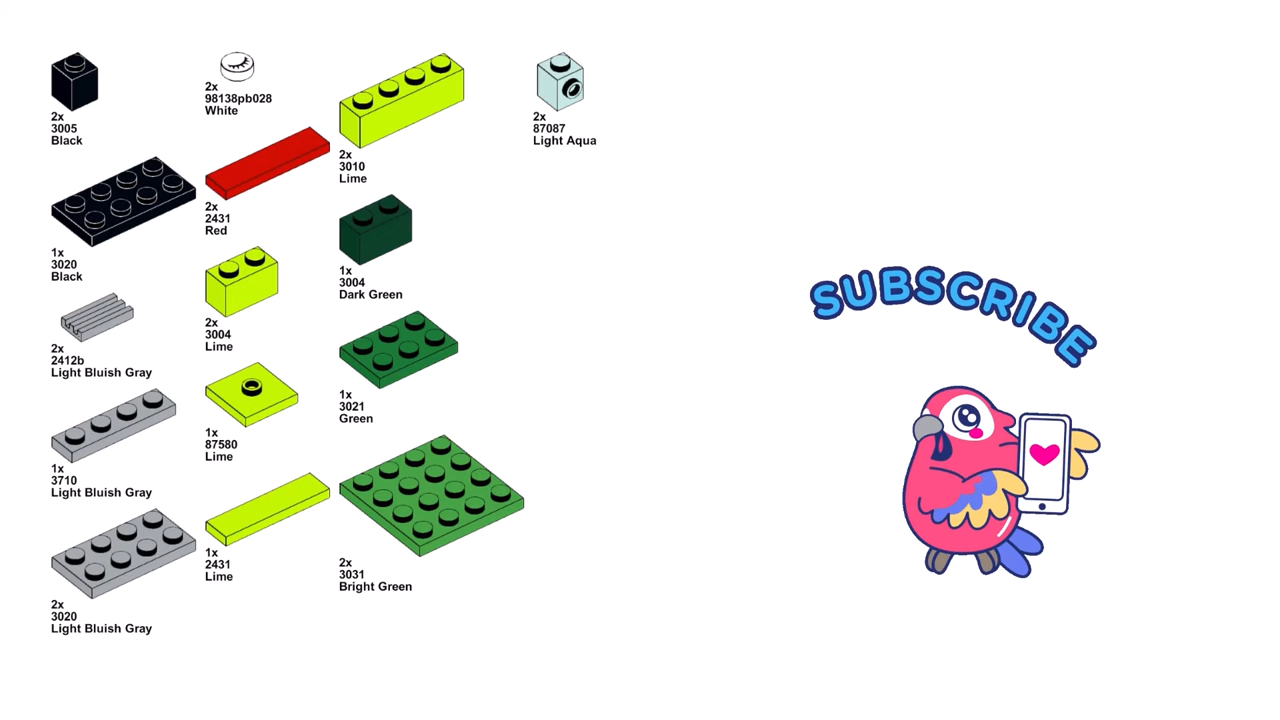 2x
3005
Black
1x
3020
Black
2x
2412b
Light Bluish Gray
1x
3710
Light Bluish Gray
2x
3020
Light Bluish Gray
2x
98138pb028
White
2x
2431
Red
2x
3004
Lime
1x
87580
Lime
1x
2431
Lime
2x
3010
Lime
1x
3004
Dark Green
1x
3021
Green
2x
3031
Bright Green
2x
87087
Light Aqua
SUBSCRIBE